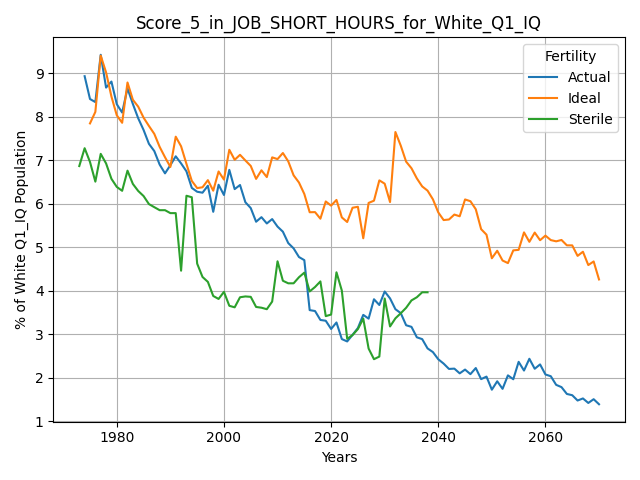 Score_5_in_JOB_SHORT_HOURS_for_White_Q1_IQ
Fertility
Actual
Ideal
Sterile
% of White Q1_IQ Population
9
8
7
6
5
4
3
2
1
1980
2000
2020
2040
2060
Years